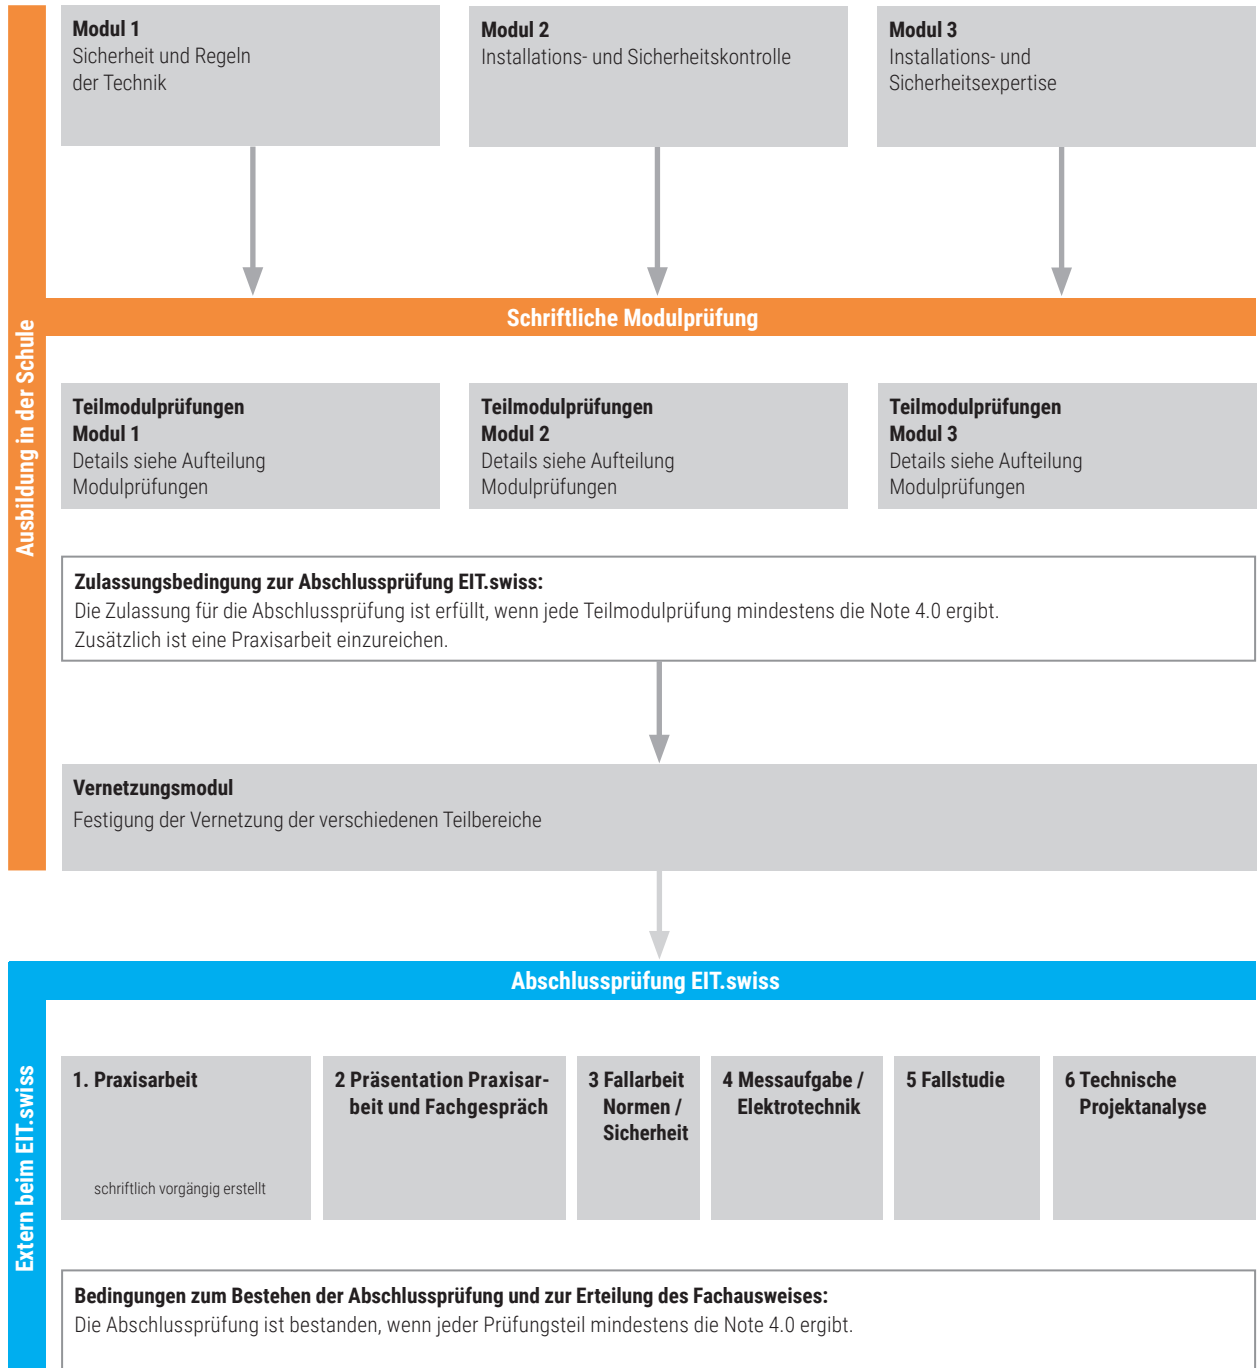 Modul 1
Sicherheit und Regeln
der Technik
Modul 2
Installations- und Sicherheitskontrolle
Modul 3
Installations- und
Sicherheitsexpertise
Ausbildung in der Schule
Schriftliche Modulprüfung
Teilmodulprüfungen
Modul 1
Details siehe Aufteilung
Modulprüfungen
Teilmodulprüfungen
Modul 2
Details siehe Aufteilung
Modulprüfungen
Teilmodulprüfungen
Modul 3
Details siehe Aufteilung
Modulprüfungen
Zulassungsbedingung zur Abschlussprüfung EIT.swiss:
Die Zulassung für die Abschlussprüfung ist erfüllt, wenn jede Teilmodulprüfung mindestens die Note 4.0 ergibt.
Zusätzlich ist eine Praxisarbeit einzureichen.
Vernetzungsmodul
Festigung der Vernetzung der verschiedenen Teilbereiche
Extern beim EIT.swiss
Abschlussprüfung EIT.swiss
1. Praxisarbeit
schriftlich vorgängig erstellt
2 Präsentation Praxisar-
beit und Fachgespräch
3 Fallarbeit
Normen /
Sicherheit
4 Messaufgabe /
Elektrotechnik
5 Fallstudie
6 Technische
Projektanalyse
Bedingungen zum Bestehen der Abschlussprüfung und zur Erteilung des Fachausweises:
Die Abschlussprüfung ist bestanden, wenn jeder Prüfungsteil mindestens die Note 4.0 ergibt.